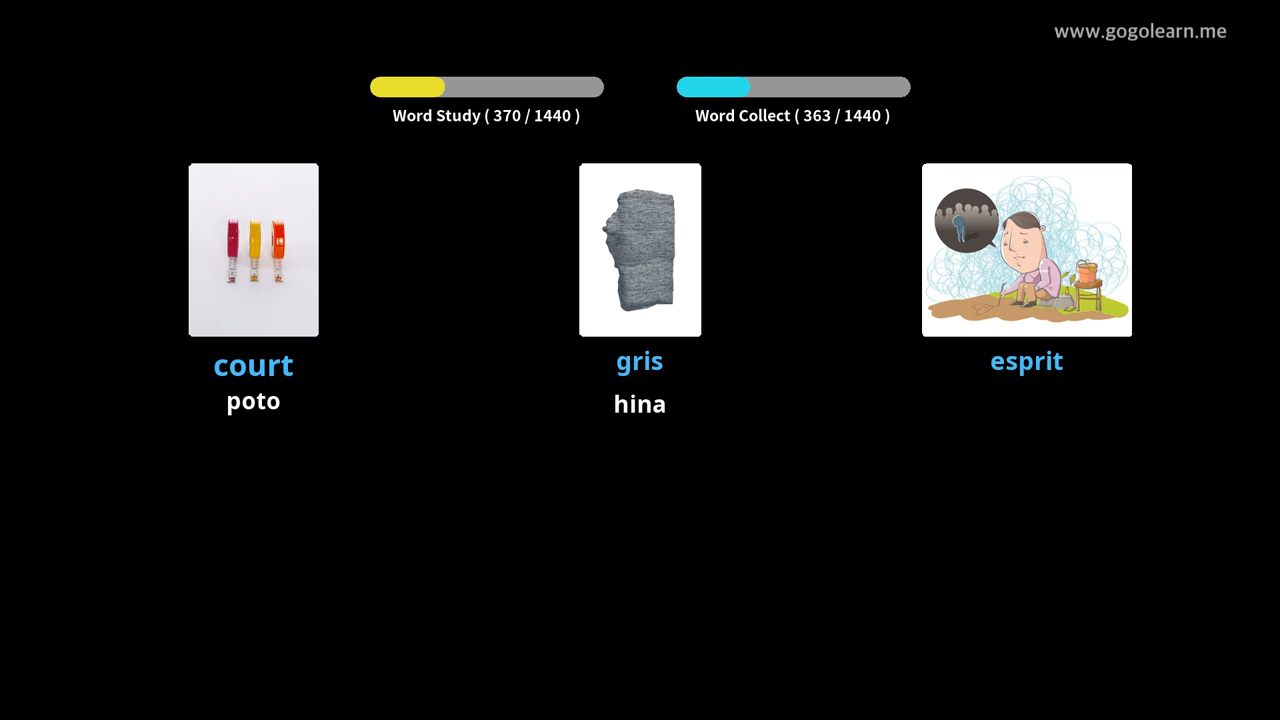 www.gogolearn.me
Word Study ( 370 / 1440 )
Word Collect ( 363 / 1440 )
court
poto
gris
hina
esprit